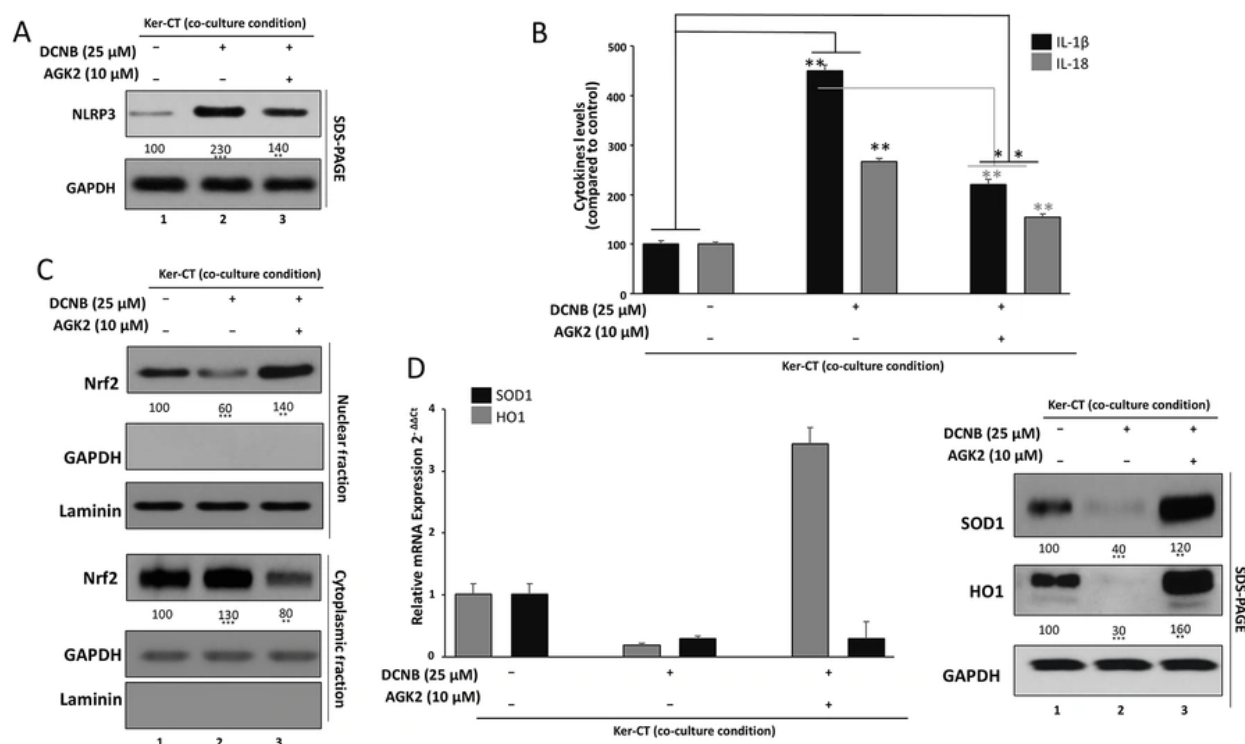 A
Ker-CT (co-culture condition)
DCNB (25 µM) – + +
AGK2 (10 µM) – – +
NLRP3
100 230 140
*** **
GAPDH
1 2 3
SDS-PAGE
B
IL-1β
IL-18
Cytokines levels
(compared to control)
500
400
300
200
100
0
**
**
* *
**
**
DCNB (25 µM) – + +
AGK2 (10 µM) – – +
Ker-CT (co-culture condition)
C
Ker-CT (co-culture condition)
DCNB (25 µM) – + +
AGK2 (10 µM) – – +
Nrf2
100 60 140
*** **
GAPDH
Laminin
Nuclear fraction
Nrf2
100 130 80
*** **
GAPDH
Laminin
Cytoplasmic fraction
1 2 3
D
SOD1
HO1
Relative mRNA Expression 2^-ΔΔCt
4
3
2
1
0
DCNB (25 µM) – + +
AGK2 (10 µM) – – +
Ker-CT (co-culture condition)
Ker-CT (co-culture condition)
DCNB (25 µM) – + +
AGK2 (10 µM) – – +
SOD1
100 40 120
*** **
HO1
100 30 160
*** **
GAPDH
1 2 3
SDS-PAGE